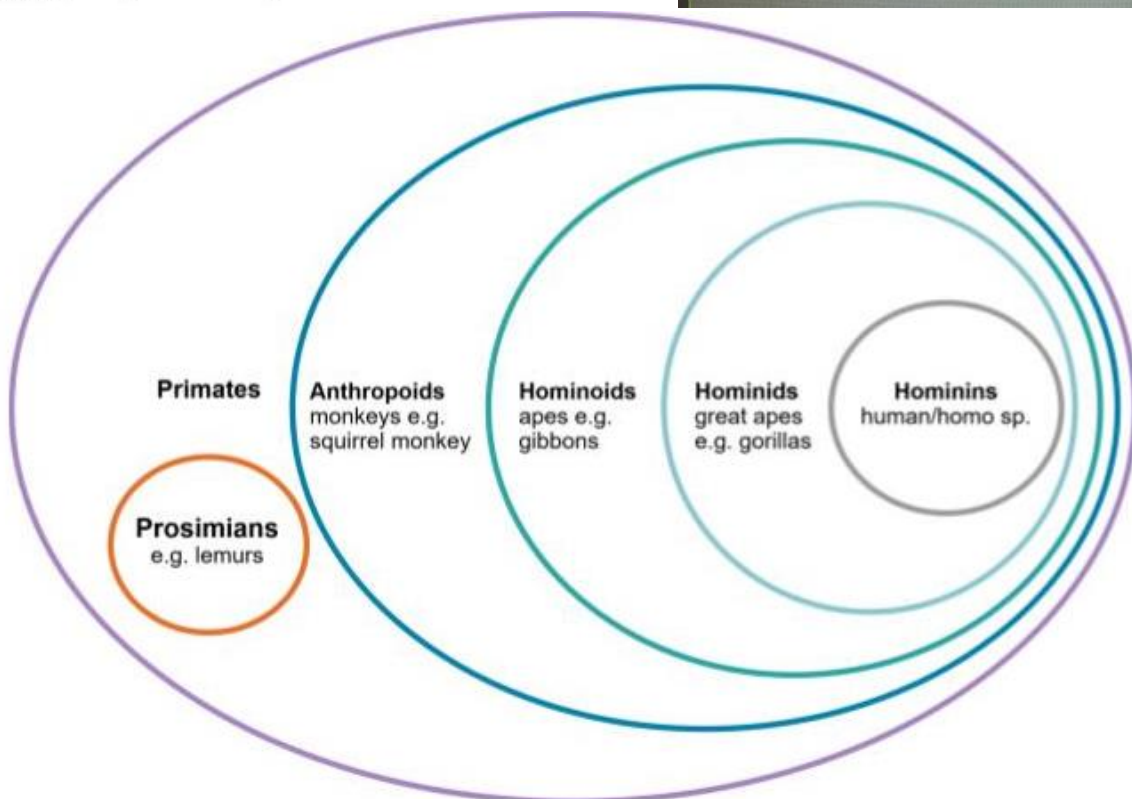 Primates
Prosimians
e.g. lemurs
Anthropoids
monkeys e.g.
squirrel monkey
Hominoids
apes e.g.
gibbons
Hominids
great apes
e.g. gorillas
Hominins
human/homo sp.